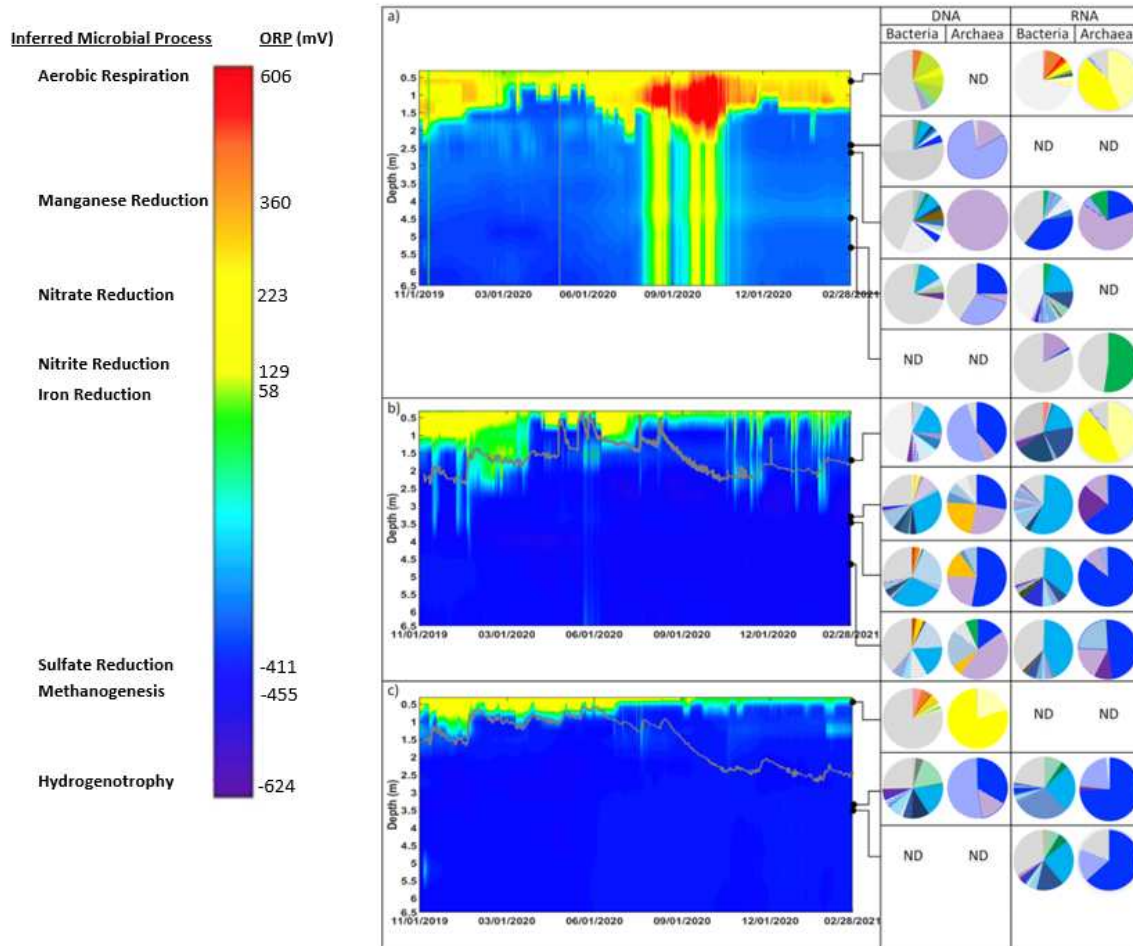 Inferred Microbial Process ORP (mV)
Aerobic Respiration 606
Manganese Reduction 360
Nitrate Reduction 223
Nitrite Reduction 129
Iron Reduction 58
Sulfate Reduction -411
Methanogenesis -455
Hydrogenotrophy -624
a)
DNA RNA
Bacteria Archaea Bacteria Archaea
ND
ND ND
ND
ND ND
Depth (m)
0.5
1
1.5
2
2.5
3
3.5
4
4.5
5
5.5
6
6.5
11/1/2019 03/01/2020 06/01/2020 09/01/2020 12/01/2020 02/28/2021
b)
Depth (m)
0.5
1
1.5
2
2.5
3
3.5
4
4.5
5
5.5
6
6.5
11/01/2019 03/01/2020 06/01/2020 09/01/2020 12/01/2020 02/28/2021
c)
ND ND
ND ND
Depth (m)
0.5
1
1.5
2
2.5
3
3.5
4
4.5
5
5.5
6
6.5
11/01/2019 03/01/2020 06/01/2020 09/01/2020 12/01/2020 02/28/2021